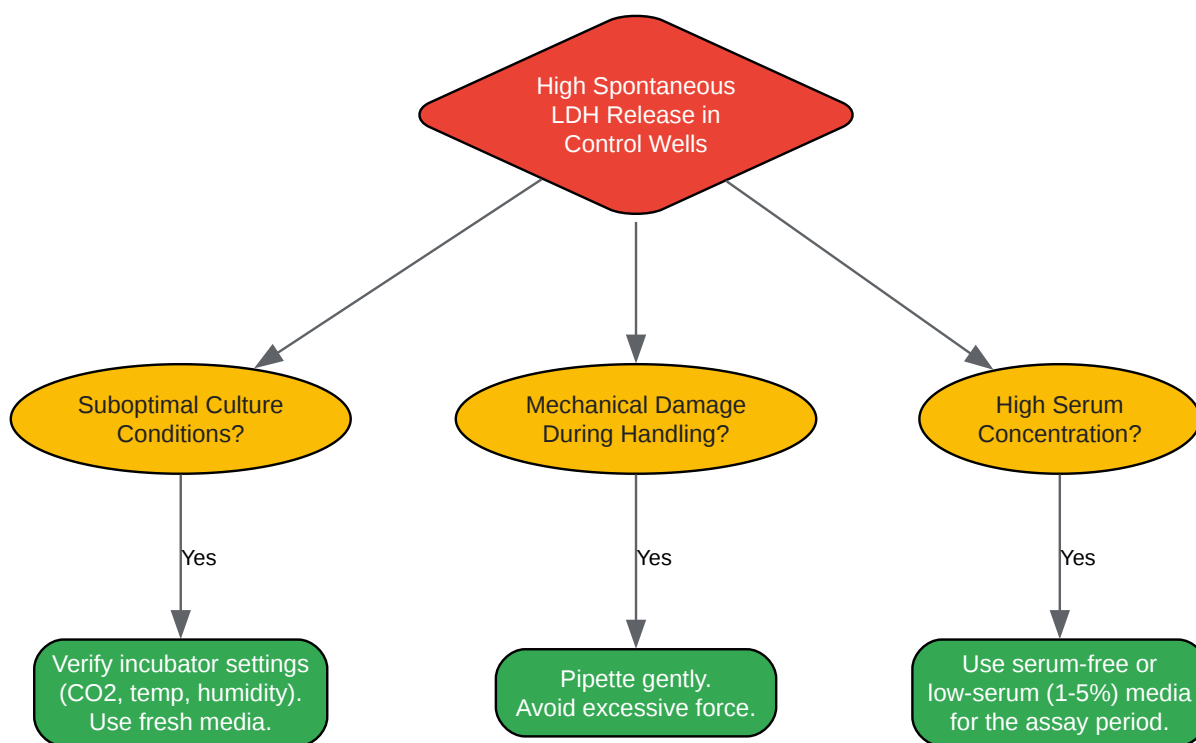 High Spontaneous
LDH Release in
Control Wells
Suboptimal Culture
Conditions?
Mechanical Damage
During Handling?
High Serum
Concentration?
Yes
Yes
Yes
Verify incubator settings
(CO2, temp, humidity).
Use fresh media.
Pipette gently.
Avoid excessive force.
Use serum-free or
low-serum (1-5%) media
for the assay period.